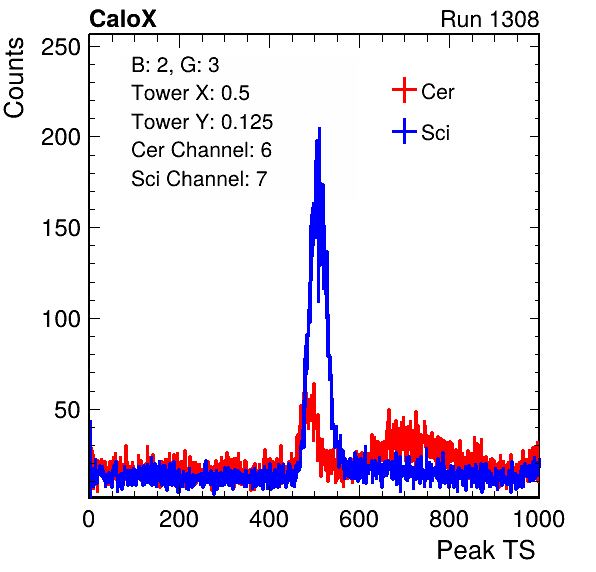 CaloX Run 1308
Counts
250
200
150
100
50
B: 2, G: 3
Tower X: 0.5
Tower Y: 0.125
Cer Channel: 6
Sci Channel: 7
Cer
Sci
0 200 400 600 800 1000
Peak TS